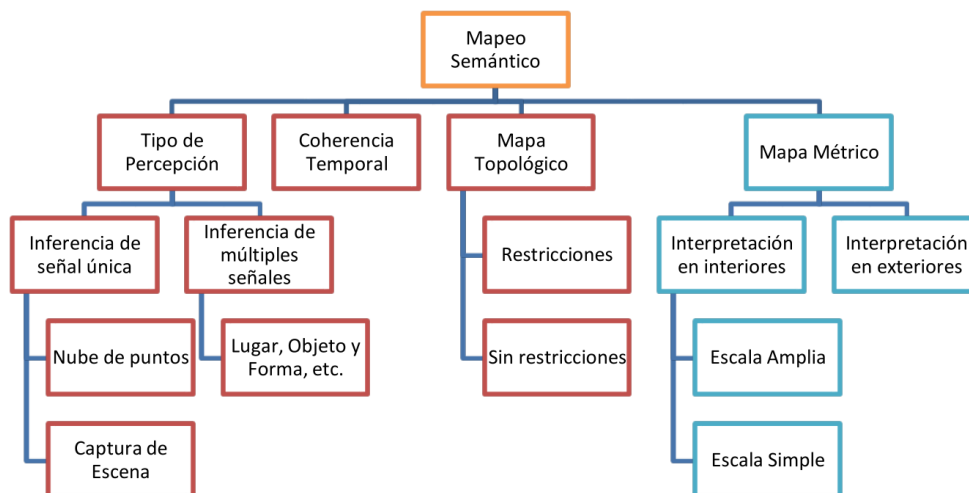 Mapeo
Semántico
Tipo de
Percepción
Coherencia
Temporal
Mapa
Topológico
Mapa Métrico
Inferencia de
señal única
Inferencia de
múltiples
señales
Restricciones
Interpretación
en interiores
Interpretación
en exteriores
Nube de puntos
Lugar, Objeto y
Forma, etc.
Sin restricciones
Escala Amplia
Captura de
Escena
Escala Simple